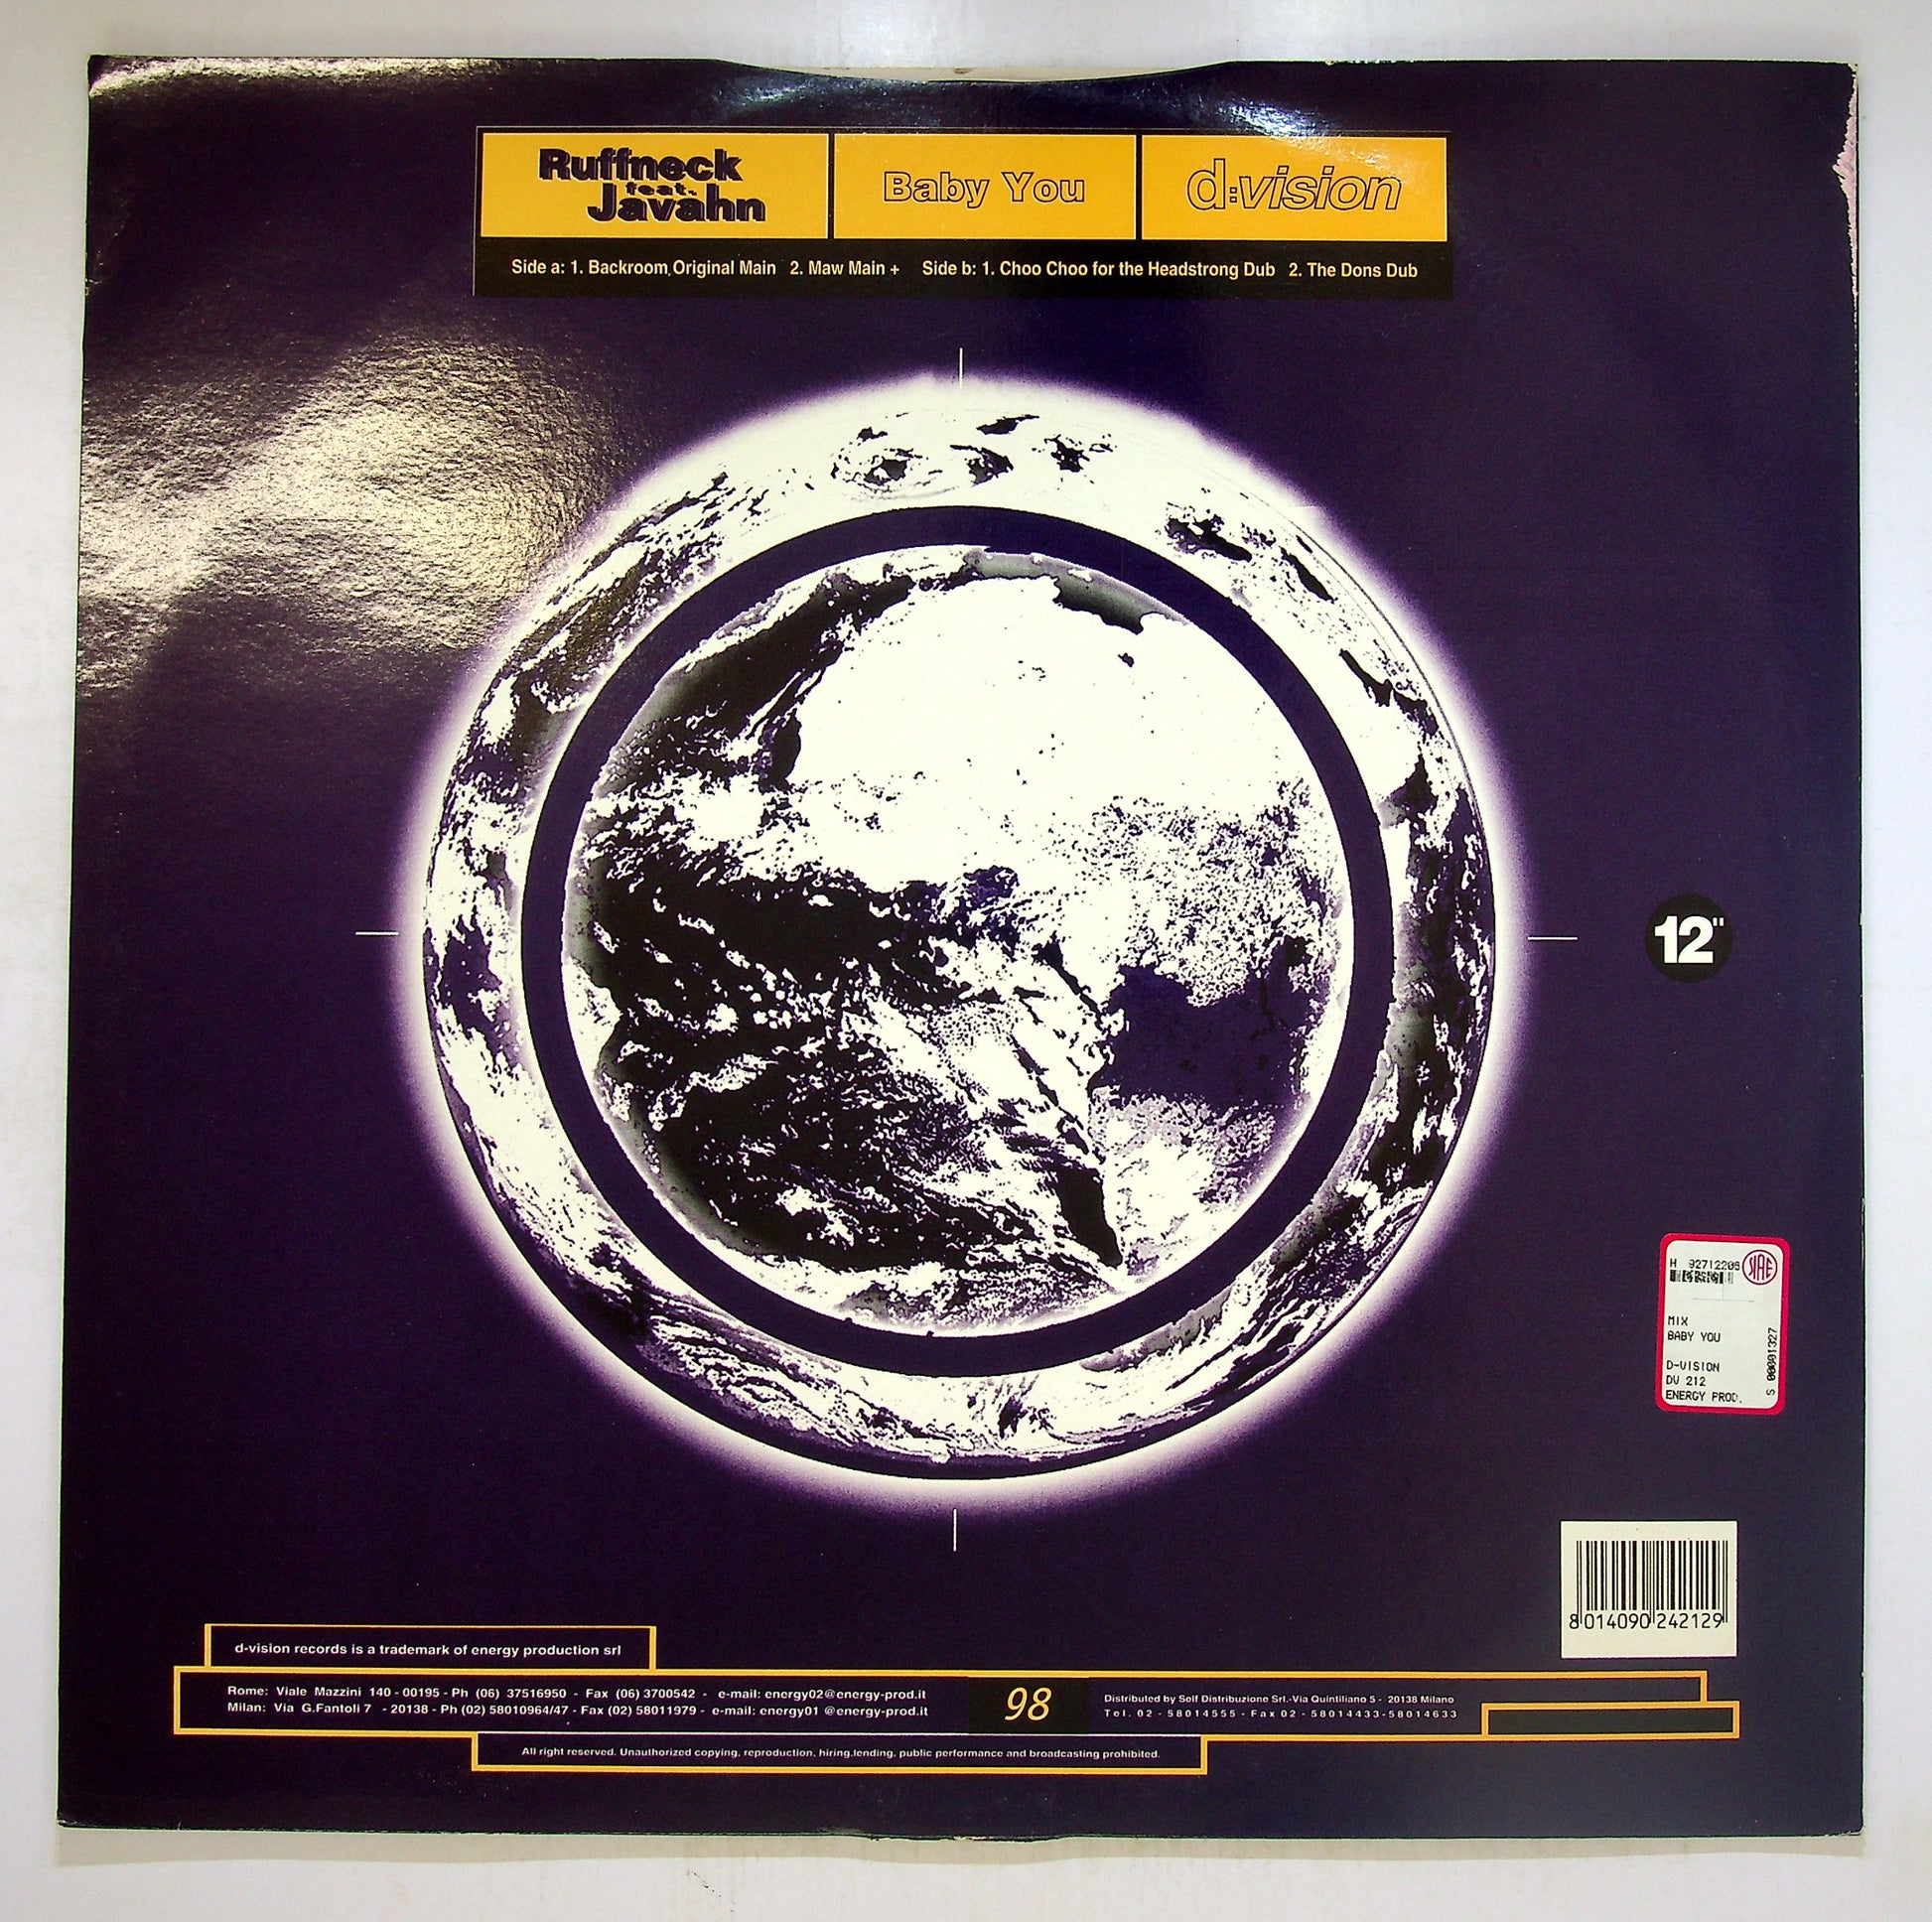 Ruffneck
feat.
Javahn
Baby You
d:vision
Side a: 1. Backroom Original Main 2. Maw Main + Side b: 1. Choo Choo for the Headstrong Dub 2. The Dons Dub
12"
H 92712206
SIAE
MIX
BABY YOU
D-VISION
DV 212
ENERGY PROD.
S 00001327
8 014090 242129
d-vision records is a trademark of energy production srl
Rome: Viale Mazzini 140 - 00195 - Ph (06) 37516950 - Fax (06) 3700542 - e-mail: energy02@energy-prod.it
Milan: Via G.Fantoli 7 - 20138 - Ph (02) 58010964/47 - Fax (02) 58011979 - e-mail: energy01 @energy-prod.it
98
Distributed by Self Distribuzione Srl.-Via Quintiliano 5 - 20138 Milano
Tel. 02 - 58014555 - Fax 02 - 58014433-58014633
All right reserved. Unauthorized copying, reproduction, hiring,lending, public performance and broadcasting prohibited.